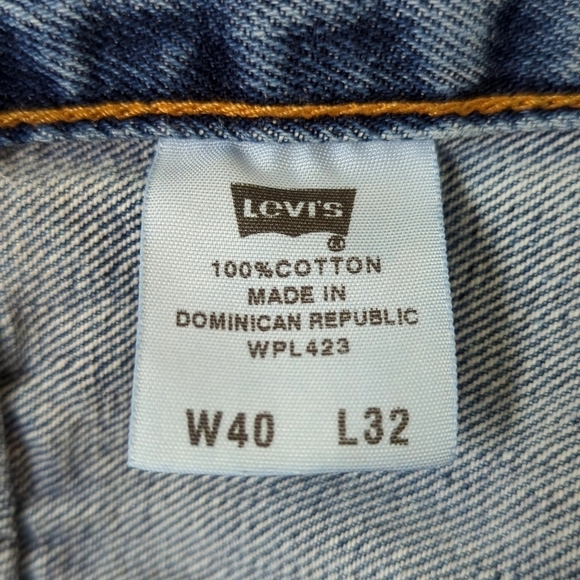 Levi's
®
100%COTTON
MADE IN
DOMINICAN REPUBLIC
WPL423
W40 L32